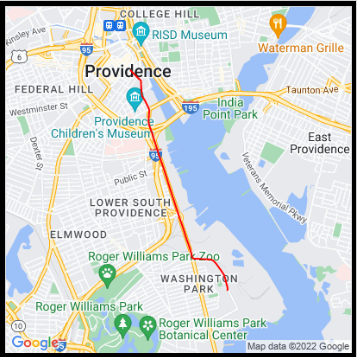 COLLEGE HILL
RISD Museum
insley Ave
95
6
Waterman Grille
Providence
Taunton Ave
FEDERAL HILL
195
India
Point Park
Westminster St
Providence
Children's Museum
East
Providence
Dexter St
95
Veterans Memorial Pkwy
Public St
LOWER SOUTH
PROVIDENCE
ELMWOOD
Roger Williams Park Zoo
WASHINGTON
PARK
Roger Williams Park
10
Roger Williams Park
Botanical Center
Google
Map data ©2022 Google